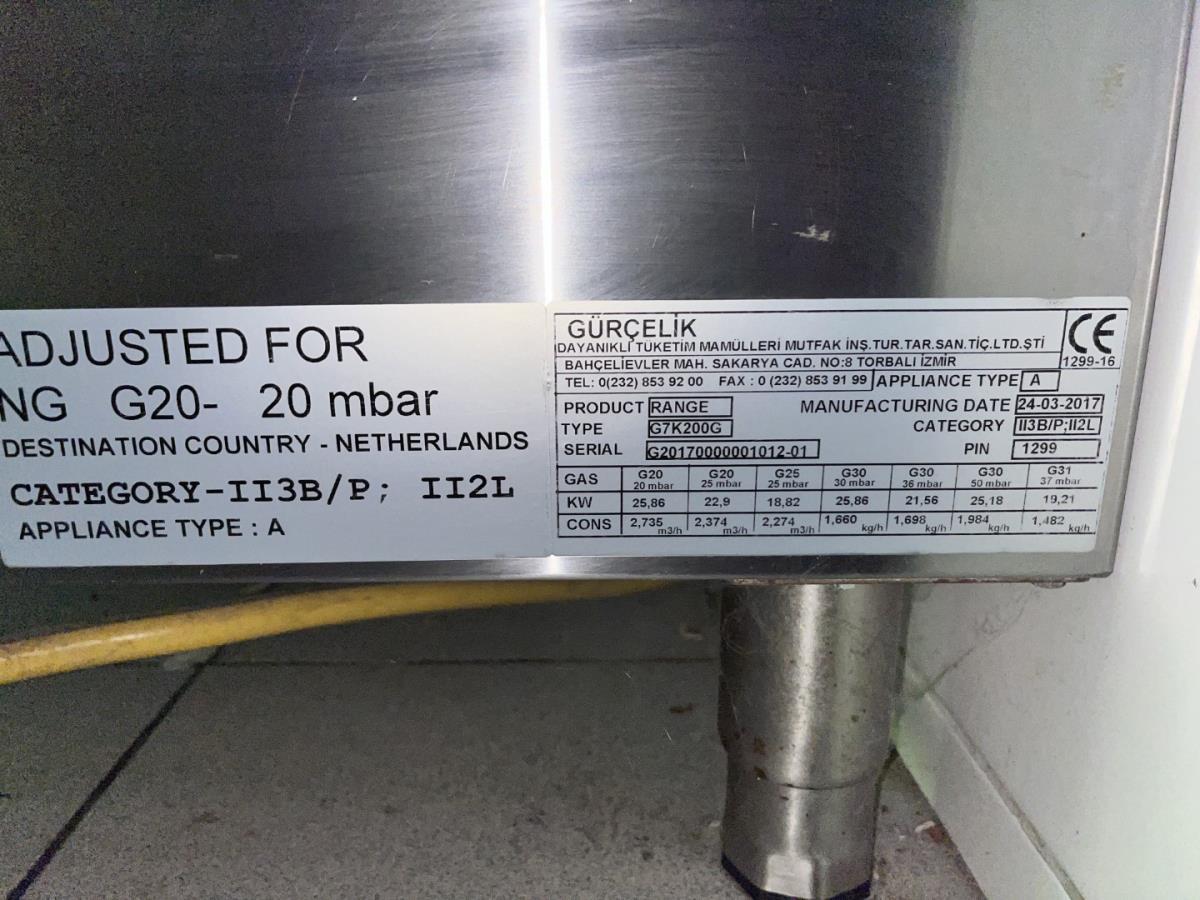 ADJUSTED FOR
NG G20- 20 mbar
DESTINATION COUNTRY - NETHERLANDS
CATEGORY-II3B/P; II2L
APPLIANCE TYPE : A
GÜRÇELİK
DAYANIKLI TÜKETİM MAMÜLLERİ MUTFAK İNŞ.TUR.TAR.SAN.TİÇ.LTD.ŞTİ
BAHÇELİEVLER MAH. SAKARYA CAD. NO:8 TORBALI İZMİR
CE
1299-16
TEL: 0(232) 853 92 00 FAX : 0 (232) 853 91 99 APPLIANCE TYPE A
PRODUCT RANGE MANUFACTURING DATE 24-03-2017
TYPE G7K200G CATEGORY II3B/P;II2L
SERIAL G20170000001012-01 PIN 1299
GAS G20 20 mbar G20 25 mbar G25 25 mbar G30 30 mbar G30 36 mbar G30 50 mbar G31 37 mbar
KW 25,86 22,9 18,82 25,86 21,56 25,18 19,21
CONS 2,735 m3/h 2,374 m3/h 2,274 m3/h 1,660 kg/h 1,698 kg/h 1,984 kg/h 1,482 kg/h